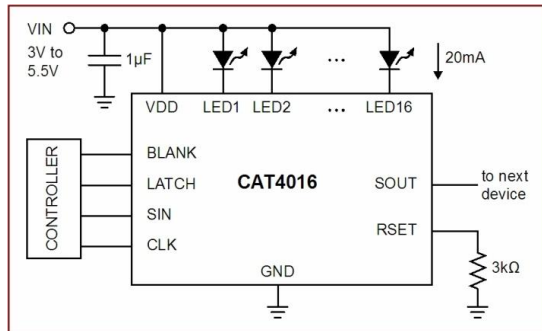 VIN
3V to
5.5V
1µF
...
20mA
VDD
LED1
LED2
...
LED16
CONTROLLER
BLANK
LATCH
SIN
CLK
CAT4016
SOUT
to next
device
RSET
GND
3kΩ